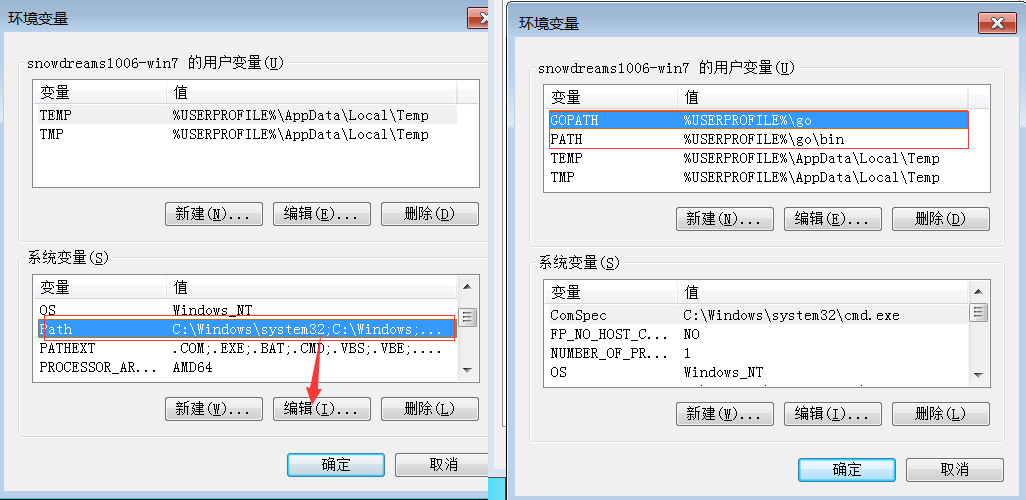 环境变量
snowdreams1006-win7 的用户变量(U)
变量 值
TEMP %USERPROFILE%\AppData\Local\Temp
TMP %USERPROFILE%\AppData\Local\Temp
新建(N)... 编辑(E)... 删除(D)
系统变量(S)
变量 值
OS Windows_NT
Path C:\Windows\system32;C:\Windows;...
PATHEXT .COM;.EXE;.BAT;.CMD;.VBS;.VBE;....
PROCESSOR_AR... AMD64
新建(W)... 编辑(I)... 删除(L)
确定 取消
环境变量
snowdreams1006-win7 的用户变量(U)
变量 值
GOPATH %USERPROFILE%\go
PATH %USERPROFILE%\go\bin
TEMP %USERPROFILE%\AppData\Local\Temp
TMP %USERPROFILE%\AppData\Local\Temp
新建(N)... 编辑(E)... 删除(D)
系统变量(S)
变量 值
ComSpec C:\Windows\system32\cmd.exe
FP_NO_HOST_C... NO
NUMBER_OF_PR... 1
OS Windows_NT
新建(W)... 编辑(I)... 删除(L)
确定 取消